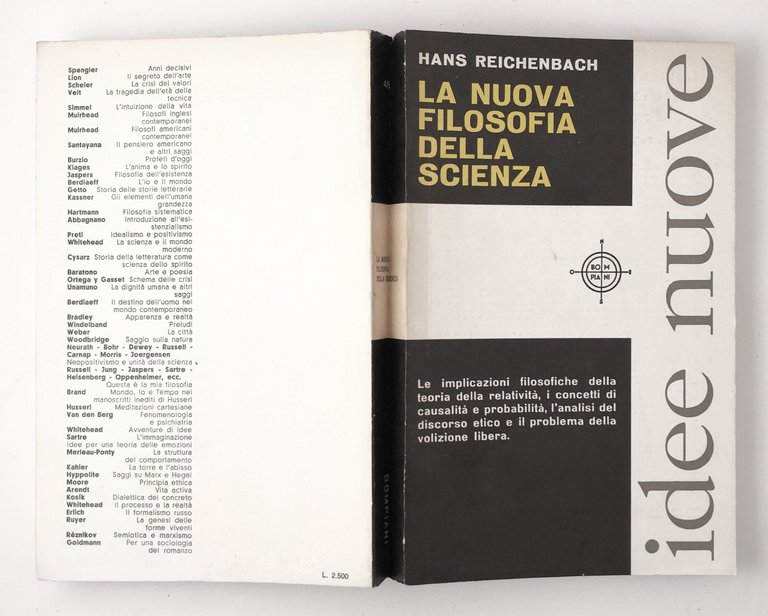 Spengler Anni decisivi
Lion Il segreto dell'arte
Scheler La crisi dei valori
Veit La tragedia dell'età della
tecnica
Simmel L'intuizione della vita
Muirhead Filosofi inglesi
contemporanei
Muirhead Filosofi americani
contemporanei
Santayana Il pensiero americano
e altri saggi
Burzio Profeti d'oggi
Klages L'anima e lo spirito
Jaspers Filosofia dell'esistenza
Berdiaeff L'io e il mondo
Getto Storia delle storie letterarie
Kassner Gli elementi dell'umana
grandezza
Hartmann Filosofia sistematica
Abbagnano Introduzione all'esi-
stenzialismo
Preti Idealismo e positivismo
Whitehead La scienza e il mondo
moderno
Cysarz Storia della letteratura come
scienza dello spirito
Baratono Arte e poesia
Ortega y Gasset Schema delle crisi
Unamuno La dignità umana e altri
saggi
Berdiaeff Il destino dell'uomo nel
mondo contemporaneo
Bradley Apparenza e realtà
Windelband Preludi
Weber La città
Woodbridge Saggio sulla natura
Neurath - Bohr - Dewey - Russell -
Carnap - Morris - Joergensen
Neopositivismo e unità della scienza
Russell - Jung - Jaspers - Sartre -
Heisenberg - Oppenheimer, ecc.
Questa è la mia filosofia
Brand Mondo, Io e Tempo nei
manoscritti inediti di Husserl
Husserl Meditazioni cartesiane
Van den Berg Fenomenologia
e psichiatria
Whitehead Avventure di idee
Sartre L'immaginazione
Idee per una teoria delle emozioni
Merleau-Ponty La struttura
del comportamento
Kahler La torre e l'abisso
Hyppolite Saggi su Marx e Hegel
Moore Principia ethica
Arendt Vita activa
Kosík Dialettica del concreto
Whitehead Il processo e la realtà
Erlich Il formalismo russo
Ruyer La genesi delle
forme viventi
Rèznikov Semiotica e marxismo
Goldmann Per una sociologia
del romanzo
L. 2.500
46
LA NUOVA
FILOSOFIA
DELLA SCIENZA
BOMPIANI
HANS REICHENBACH
LA NUOVA
FILOSOFIA
DELLA
SCIENZA
BOM
PIANI
Le implicazioni filosofiche della
teoria della relatività, i concetti di
causalità e probabilità, l'analisi del
discorso etico e il problema della
volizione libera.
idee nuove